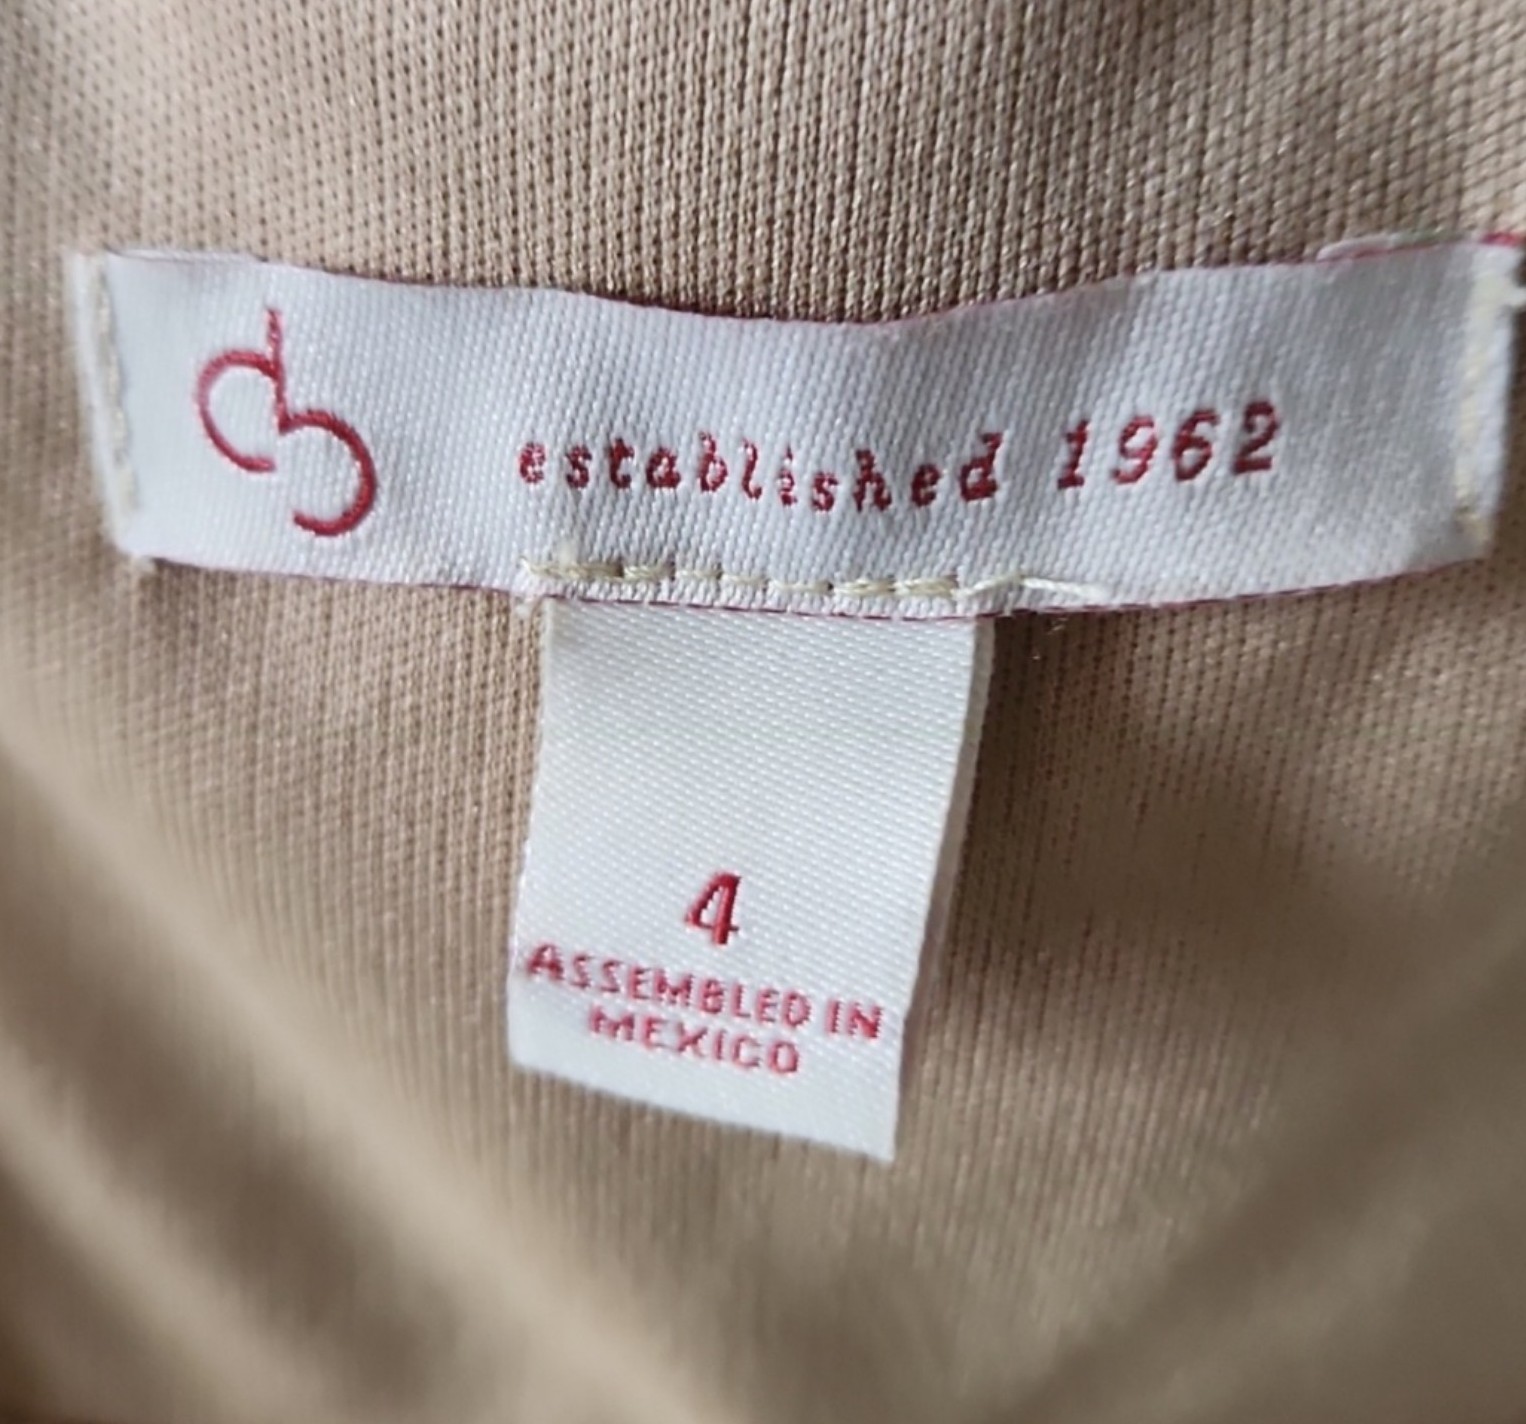 established 1962
4
ASSEMBLED IN
MEXICO